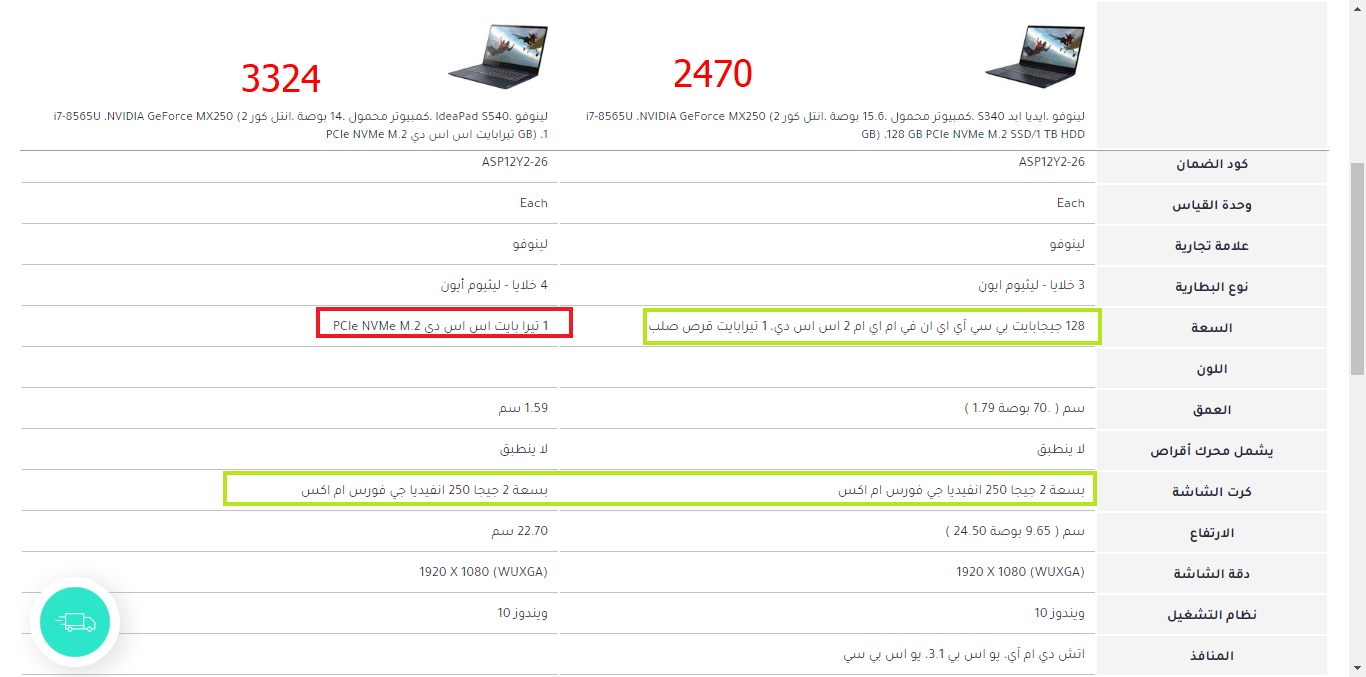 2470
3324
لينوفو .ايديا ابد S340 .كمبيوتر محمول .15.6 بوصة .انتل كور i7-8565U .NVIDIA GeForce MX250 (2
GB) .128 GB PCIe NVMe M.2 SSD/1 TB HDD
لينوفو .IdeaPad S540 .كمبيوتر محمول .14 بوصة .انتل كور i7-8565U .NVIDIA GeForce MX250 (2
GB) .1 تيرابايت اس اس دي PCIe NVMe M.2
كود الضمان ASP12Y2-26 ASP12Y2-26
وحدة القياس Each Each
علامة تجارية لينوفو لينوفو
نوع البطارية 3 خلايا - ليثيوم ايون 4 خلايا - ليثيوم أيون
السعة 128 جيجابايت بي سي آي اي ان في ام اي ام 2 اس اس دي، 1 تيرابايت قرص صلب 1 تيرا بايت اس اس دي PCIe NVMe M.2
اللون
العمق سم ( .70 بوصة 1.79 ) 1.59 سم
يشمل محرك أقراص لا ينطبق لا ينطبق
كرت الشاشة بسعة 2 جيجا 250 انفيديا جي فورس ام اكس بسعة 2 جيجا 250 انفيديا جي فورس ام اكس
الارتفاع سم ( 9.65 بوصة 24.50 ) 22.70 سم
دقة الشاشة 1920 X 1080 (WUXGA) 1920 X 1080 (WUXGA)
نظام التشغيل ويندوز 10 ويندوز 10
المنافذ اتش دي ام آي، يو اس بي 3.1، يو اس بي سي